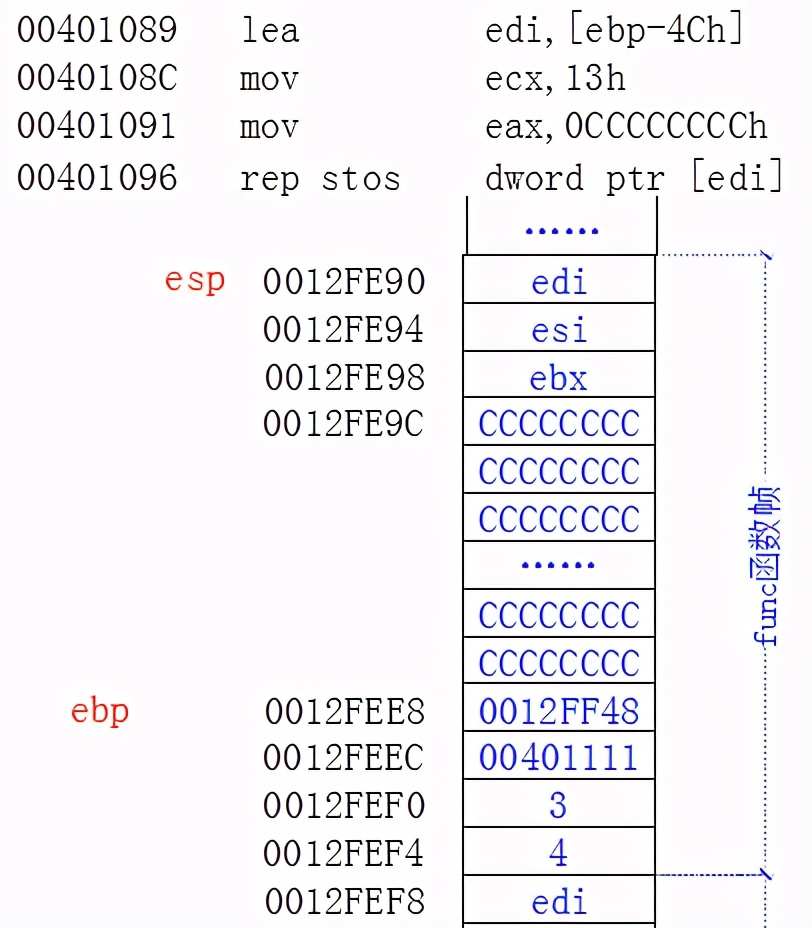 00401089 lea edi,[ebp-4Ch]
0040108C mov ecx,13h
00401091 mov eax,0CCCCCCCCh
00401096 rep stos dword ptr [edi]
……
esp 0012FE90 edi
0012FE94 esi
0012FE98 ebx
0012FE9C CCCCCCCC
CCCCCCCC
CCCCCCCC
……
CCCCCCCC
CCCCCCCC
ebp 0012FEE8 0012FF48
0012FEEC 00401111
0012FEF0 3
0012FEF4 4
0012FEF8 edi
func函数帧